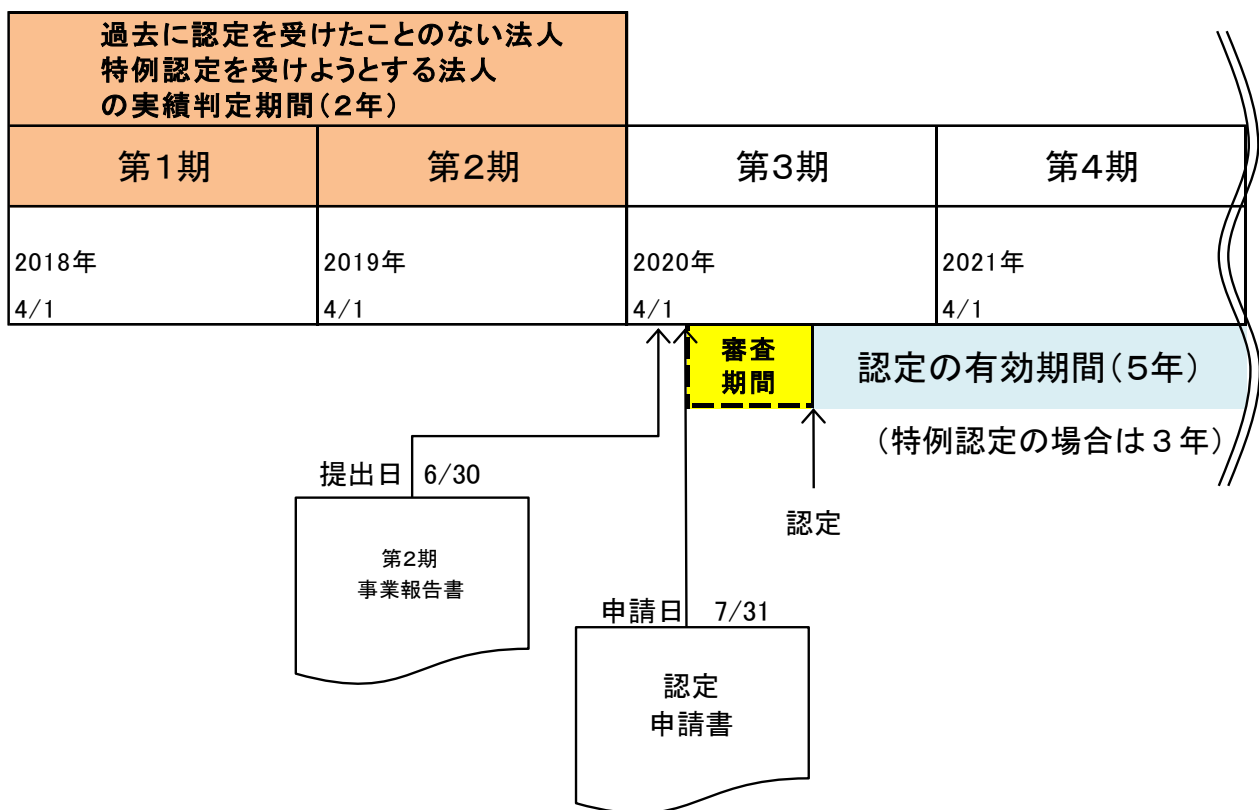 過去に認定を受けたことのない法人
特例認定を受けようとする法人
の実績判定期間(2年)
第1期
第2期
第3期
第4期
2018年
4/1
2019年
4/1
2020年
4/1
2021年
4/1
審査
期間
認定の有効期間(5年)
(特例認定の場合は3年)
提出日 6/30
認定
第2期
事業報告書
申請日 7/31
認定
申請書